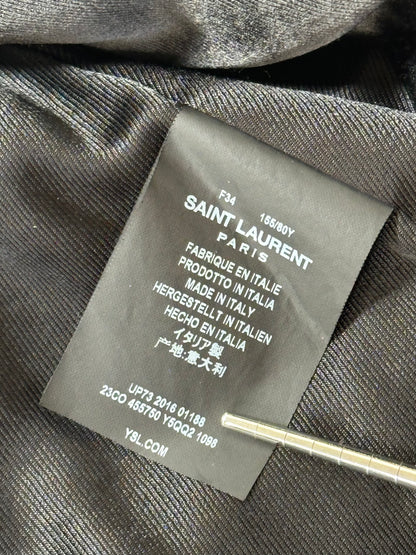 F34 165/80Y
SAINT LAURENT
PARIS
FABRIQUE EN ITALIE
PRODOTTO IN ITALIA
MADE IN ITALY
HERGESTELLT IN ITALIEN
HECHO EN ITALIA
イタリア製
产地:意大利
UP73 2016 01188
23CO 455750 Y5QQ2 1098
YSL.COM